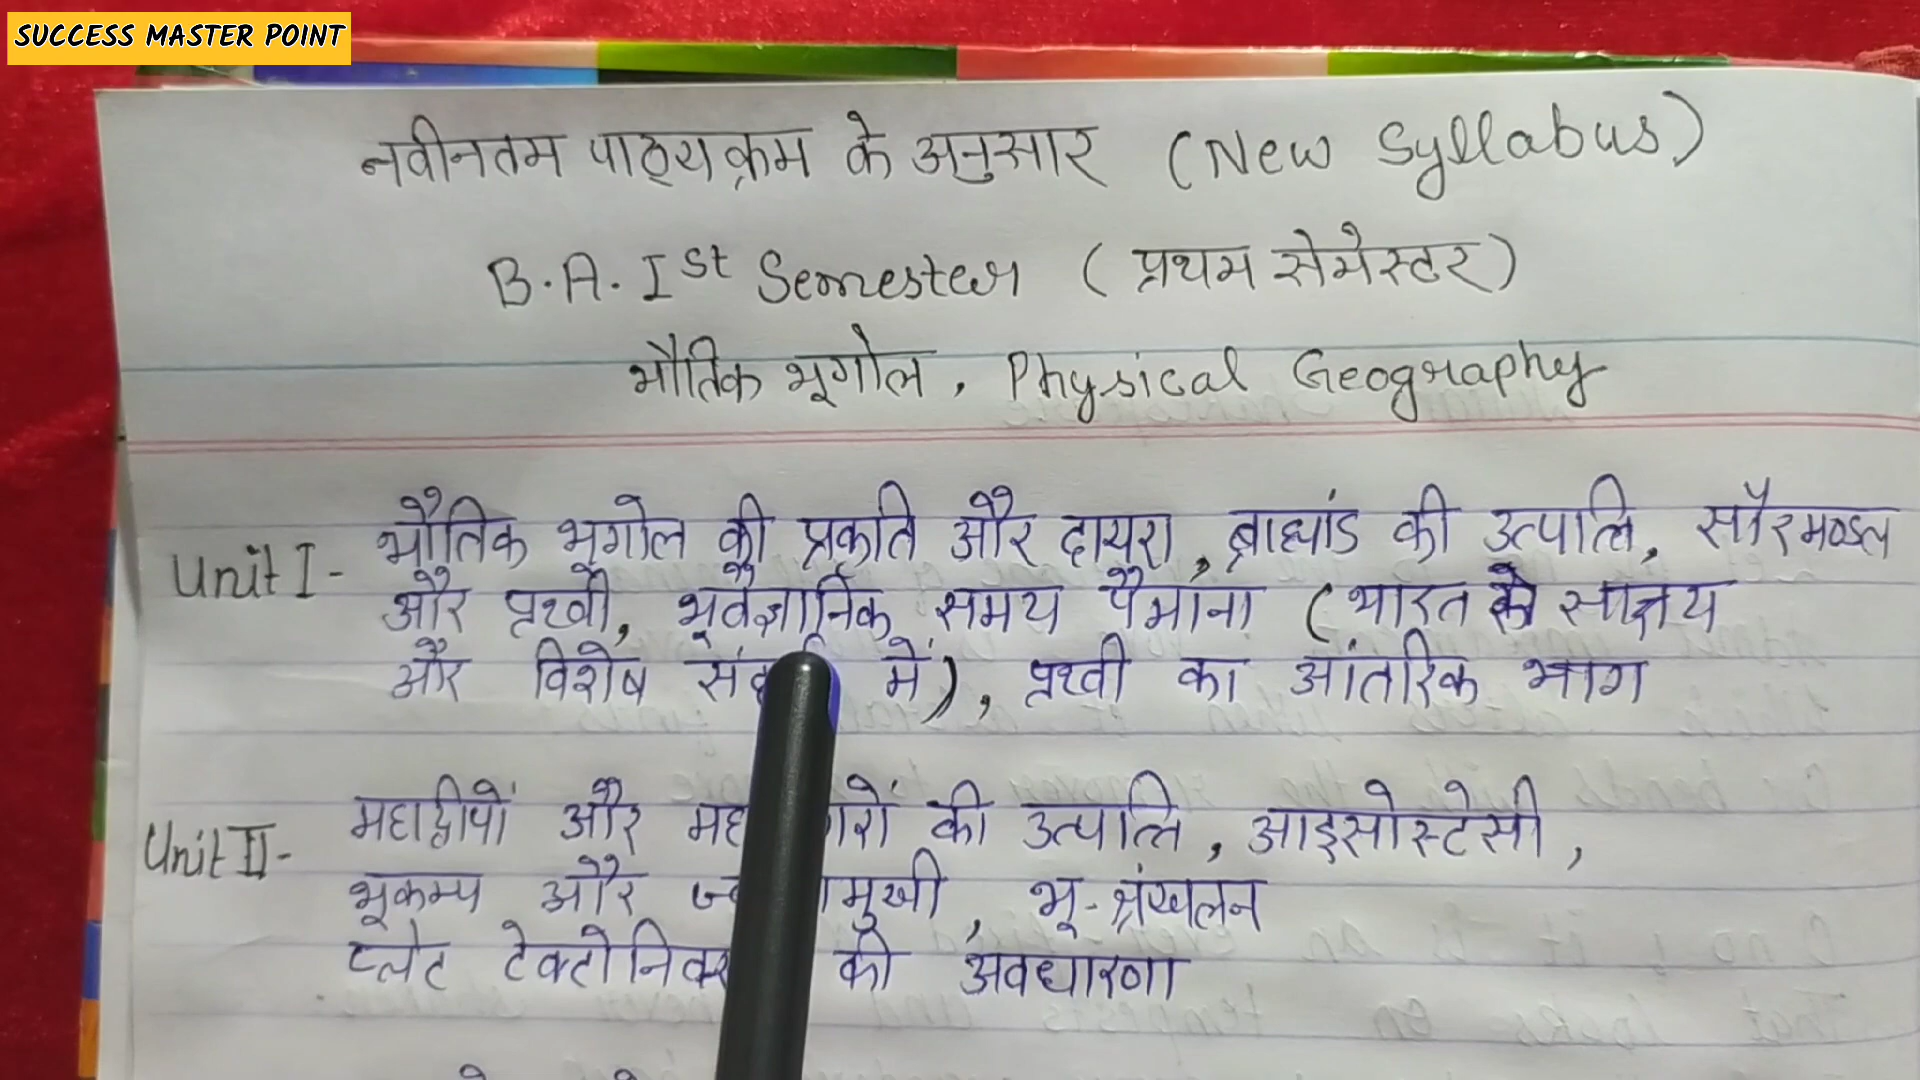 SUCCESS MASTER POINT
नवीनतम पाठ्यक्रम के अनुसार (New Syllabus)
B.A. Ist Semester (प्रथम सेमेस्टर)
भौतिक भूगोल, Physical Geography
Unit I- भौतिक भूगोल की प्रकृति और दायरा, ब्राह्मांड की उत्पत्ति, सौरमण्डल
और पृथ्वी, भूवैज्ञानिक समय पैमाना (भारत के
और विशेष में), पृथ्वी का आंतरिक भाग
Unit II- महाद्वीपों और की उत्पत्ति, आइसोस्टेसी,
भूकम्प और भू-श्रंखलन
प्लेट की अवधारणा